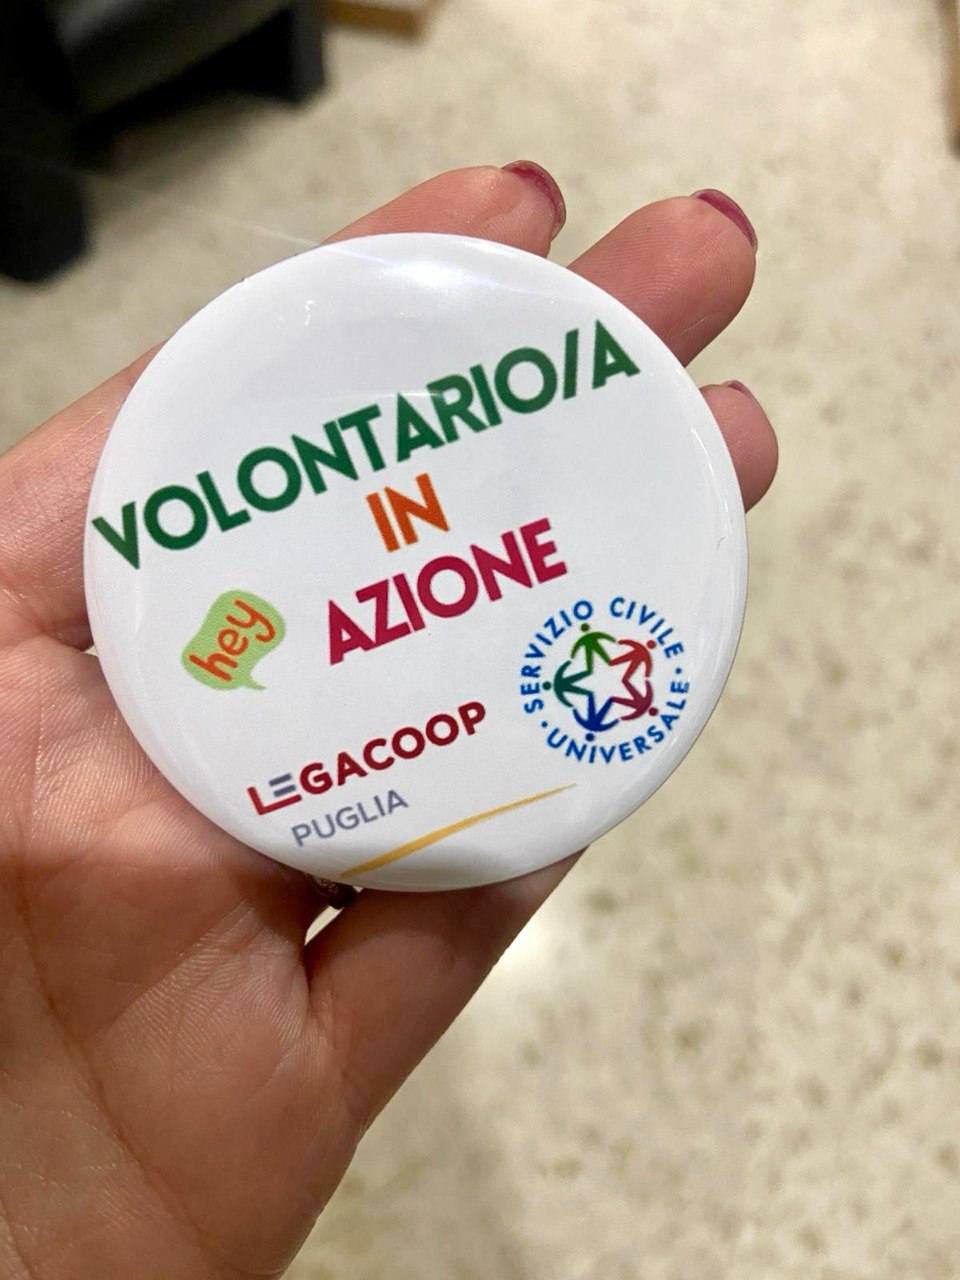 VOLONTARIO/A
IN
AZIONE
hey
SERVIZIO CIVILE
· UNIVERSALE ·
LEGACOOP
PUGLIA